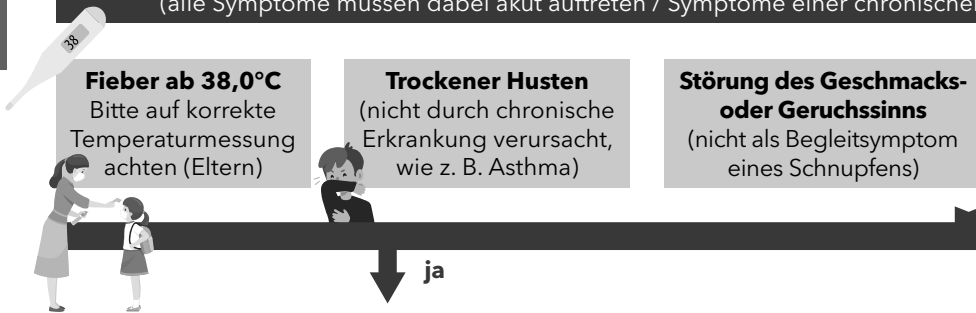 (alle Symptome müssen dabei akut auftreten / Symptome einer chronischen
38
Fieber ab 38,0°C
Bitte auf korrekte
Temperaturmessung
achten (Eltern)
Trockener Husten
(nicht durch chronische
Erkrankung verursacht,
wie z. B. Asthma)
Störung des Geschmacks-
oder Geruchssinns
(nicht als Begleitsymptom
eines Schnupfens)
ja